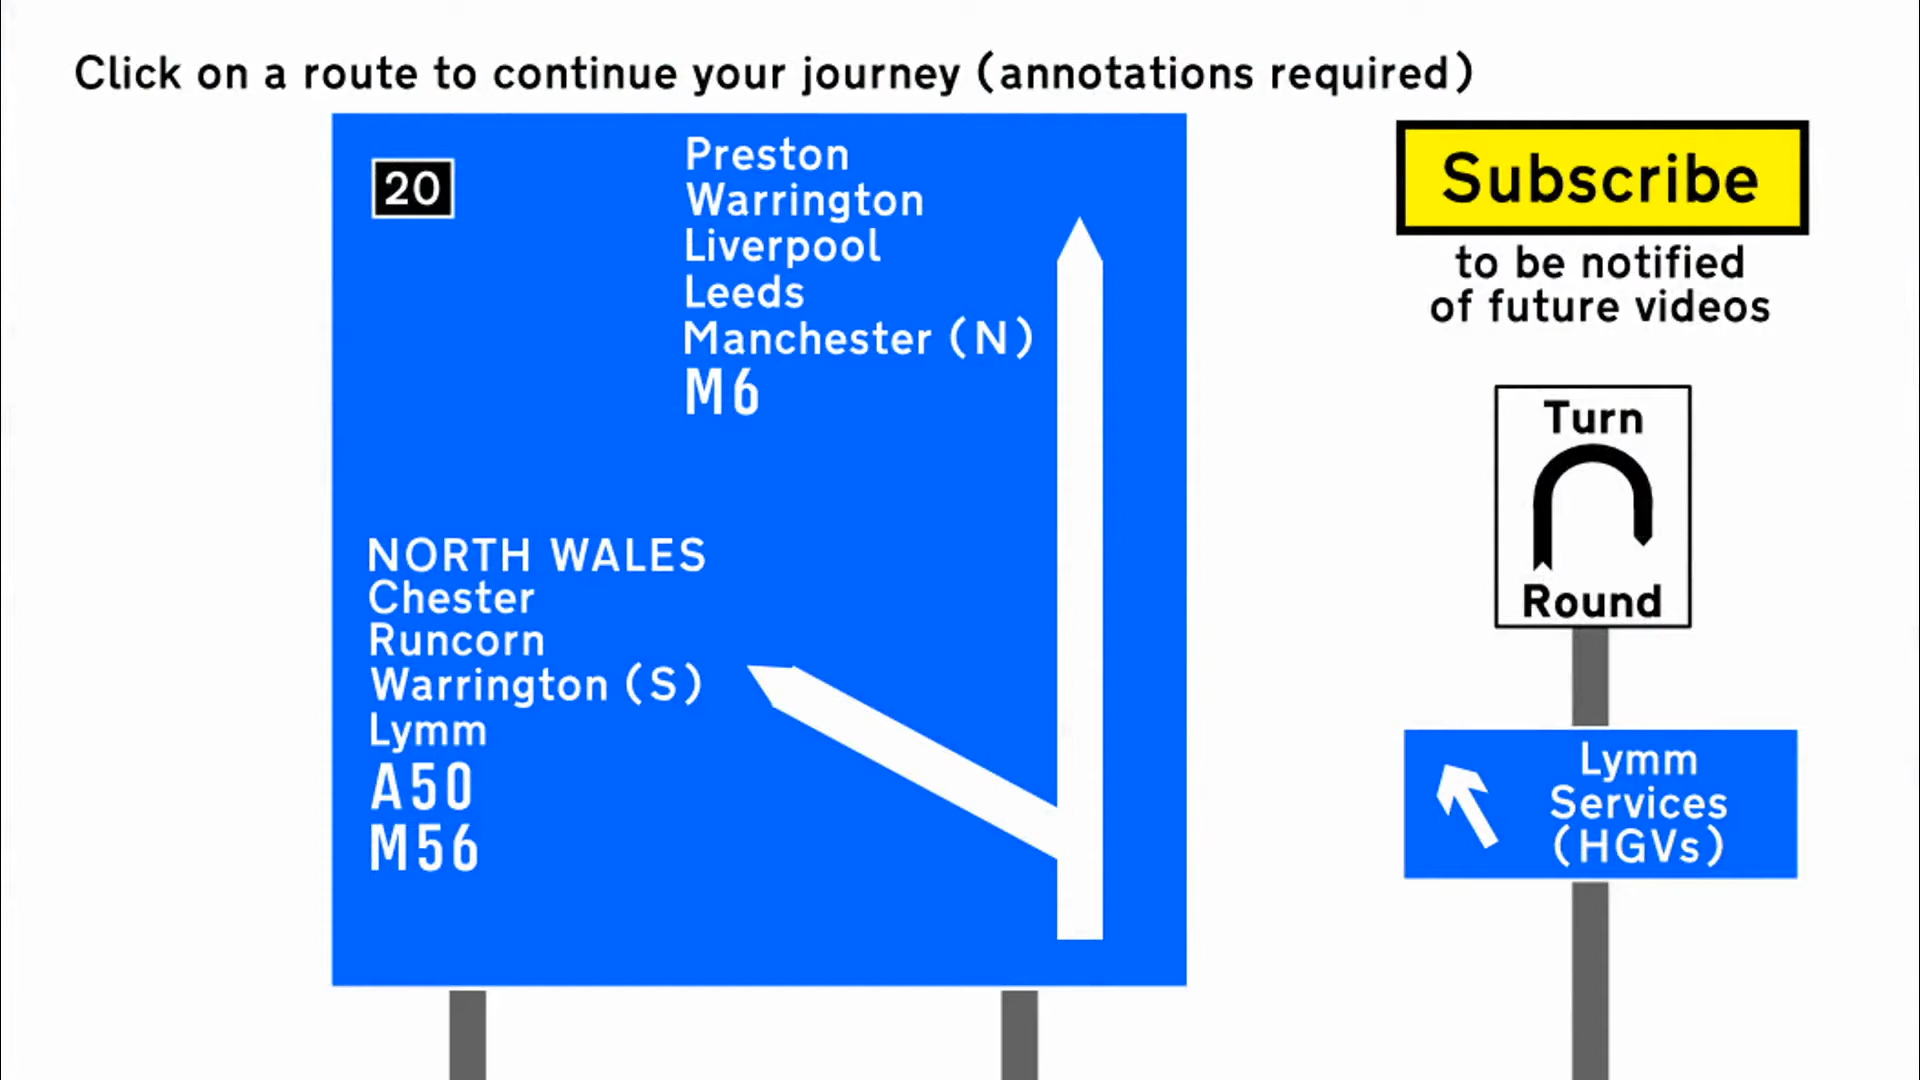 Click on a route to continue your journey (annotations required)
20
Preston
Warrington
Liverpool
Leeds
Manchester (N)
M6
NORTH WALES
Chester
Runcorn
Warrington (S)
Lymm
A50
M56
Subscribe
to be notified
of future videos
Turn
Round
Lymm
Services
(HGVs)